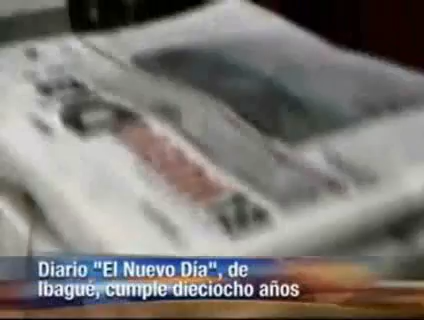 Diario "El Nuevo Día", de
Ibagué, cumple dieciocho años